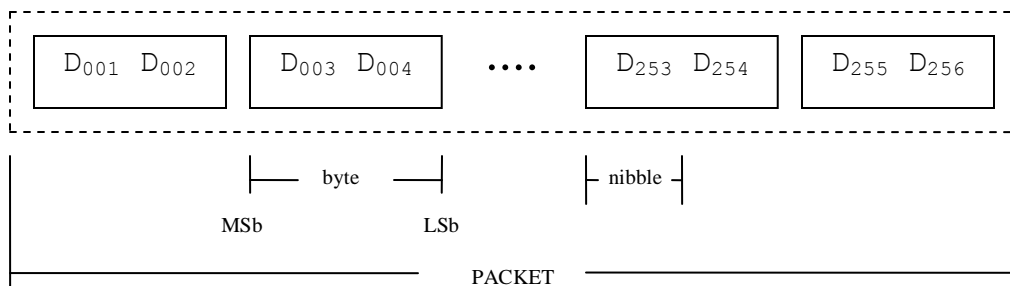 D₀₀₁ D₀₀₂ D₀₀₃ D₀₀₄ .... D₂₅₃ D₂₅₄ D₂₅₅ D₂₅₆
byte nibble
MSb LSb
PACKET